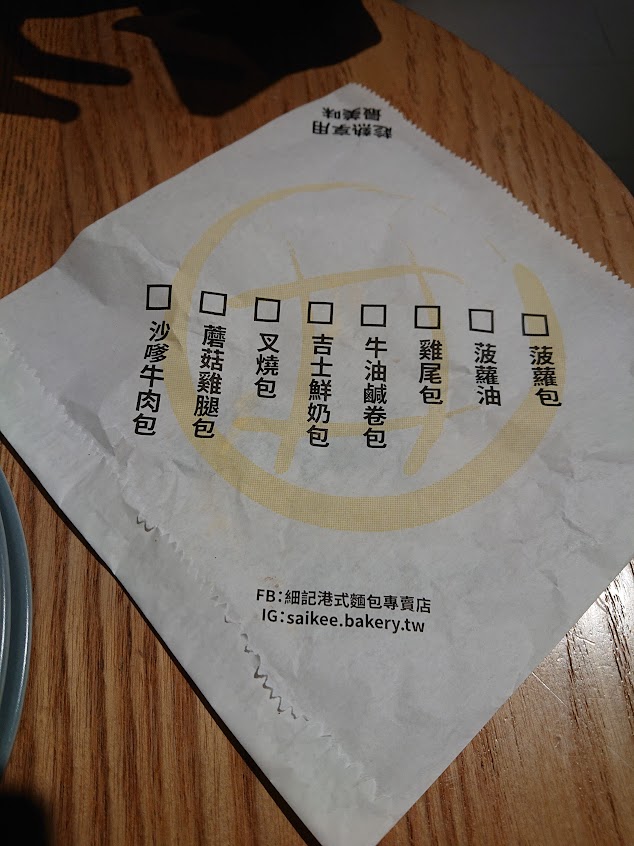 趁熱享用
最美味
□ 菠蘿包
□ 菠蘿油
□ 雞尾包
□ 牛油鹹卷包
□ 吉士鮮奶包
□ 叉燒包
□ 蘑菇雞腿包
□ 沙嗲牛肉包
FB：細記港式麵包專賣店
IG：saikee.bakery.tw